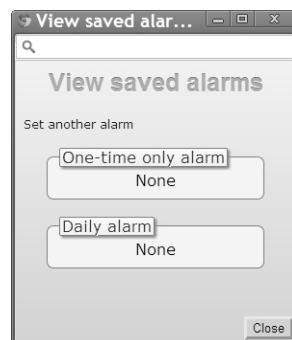 View saved alar...
View saved alarms
Set another alarm
One-time only alarm
None
Daily alarm
None
Close